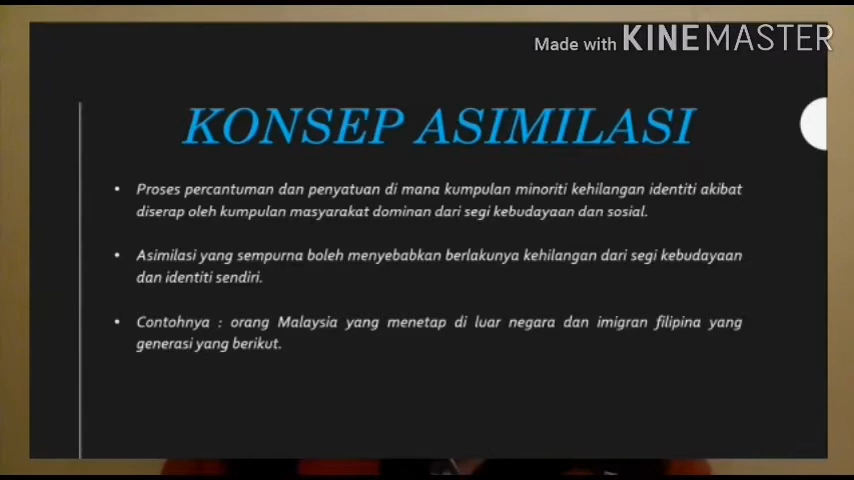 Made with KINEMASTER
KONSEP ASIMILASI
• Proses percantuman dan penyatuan di mana kumpulan minoriti kehilangan identiti akibat
diserap oleh kumpulan masyarakat dominan dari segi kebudayaan dan sosial.
• Asimilasi yang sempurna boleh menyebabkan berlakunya kehilangan dari segi kebudayaan
dan identiti sendiri.
• Contohnya : orang Malaysia yang menetap di luar negara dan imigran filipina yang
generasi yang berikut.